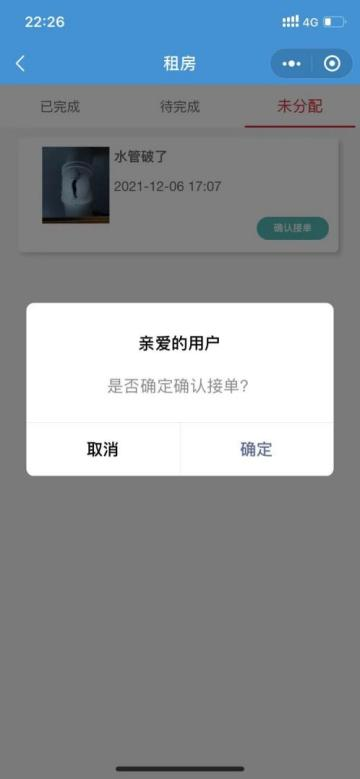 22:26
4G
租房
已完成
待完成
未分配
水管破了
2021-12-06 17:07
确认接单
亲爱的用户
是否确定确认接单?
取消
确定